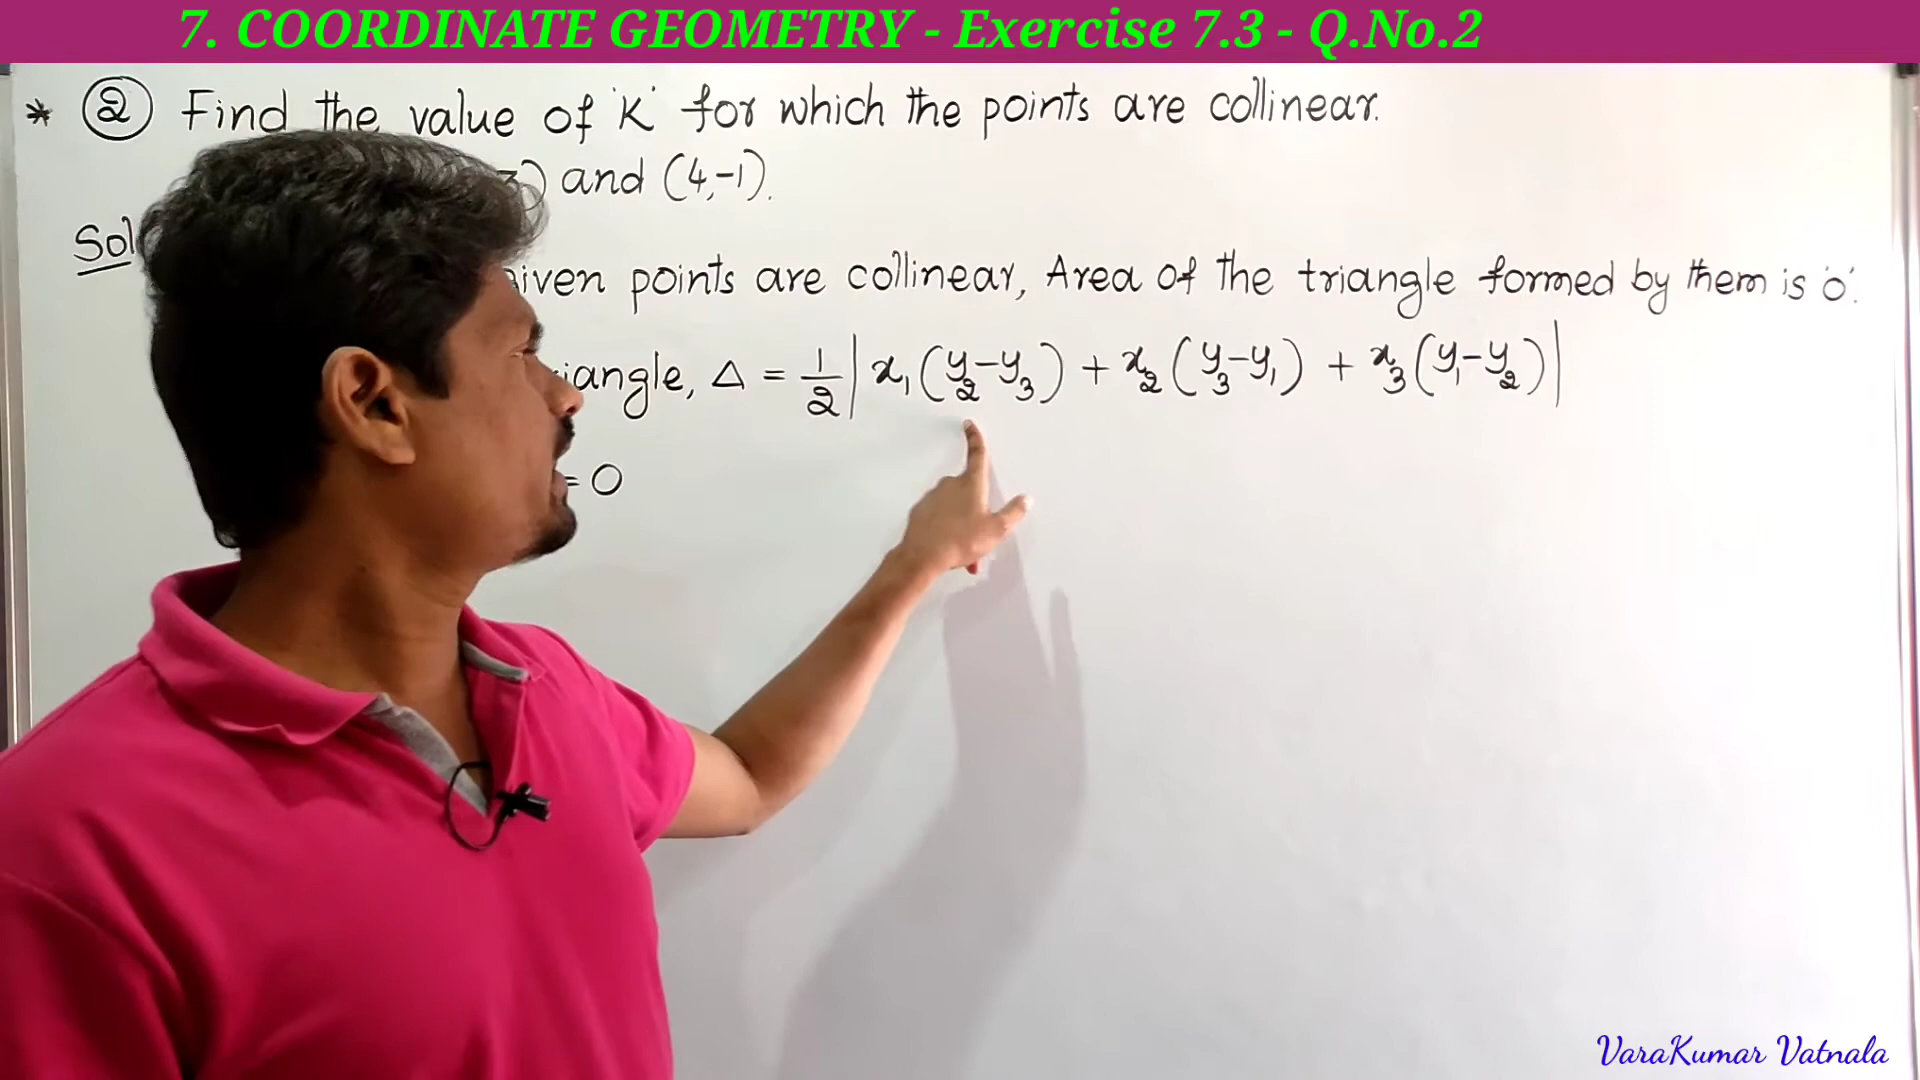 7. COORDINATE GEOMETRY - Exercise 7.3 - Q.No.2
* ② Find the value of 'K' for which the points are collinear.
) and (4,-1).
Sol
given points are collinear, Area of the triangle formed by them is '0'.
iangle, Δ = 1/2 | x₁(y₂-y₃) + x₂(y₃-y₁) + x₃(y₁-y₂) |
= 0
VaraKumar Vatnala